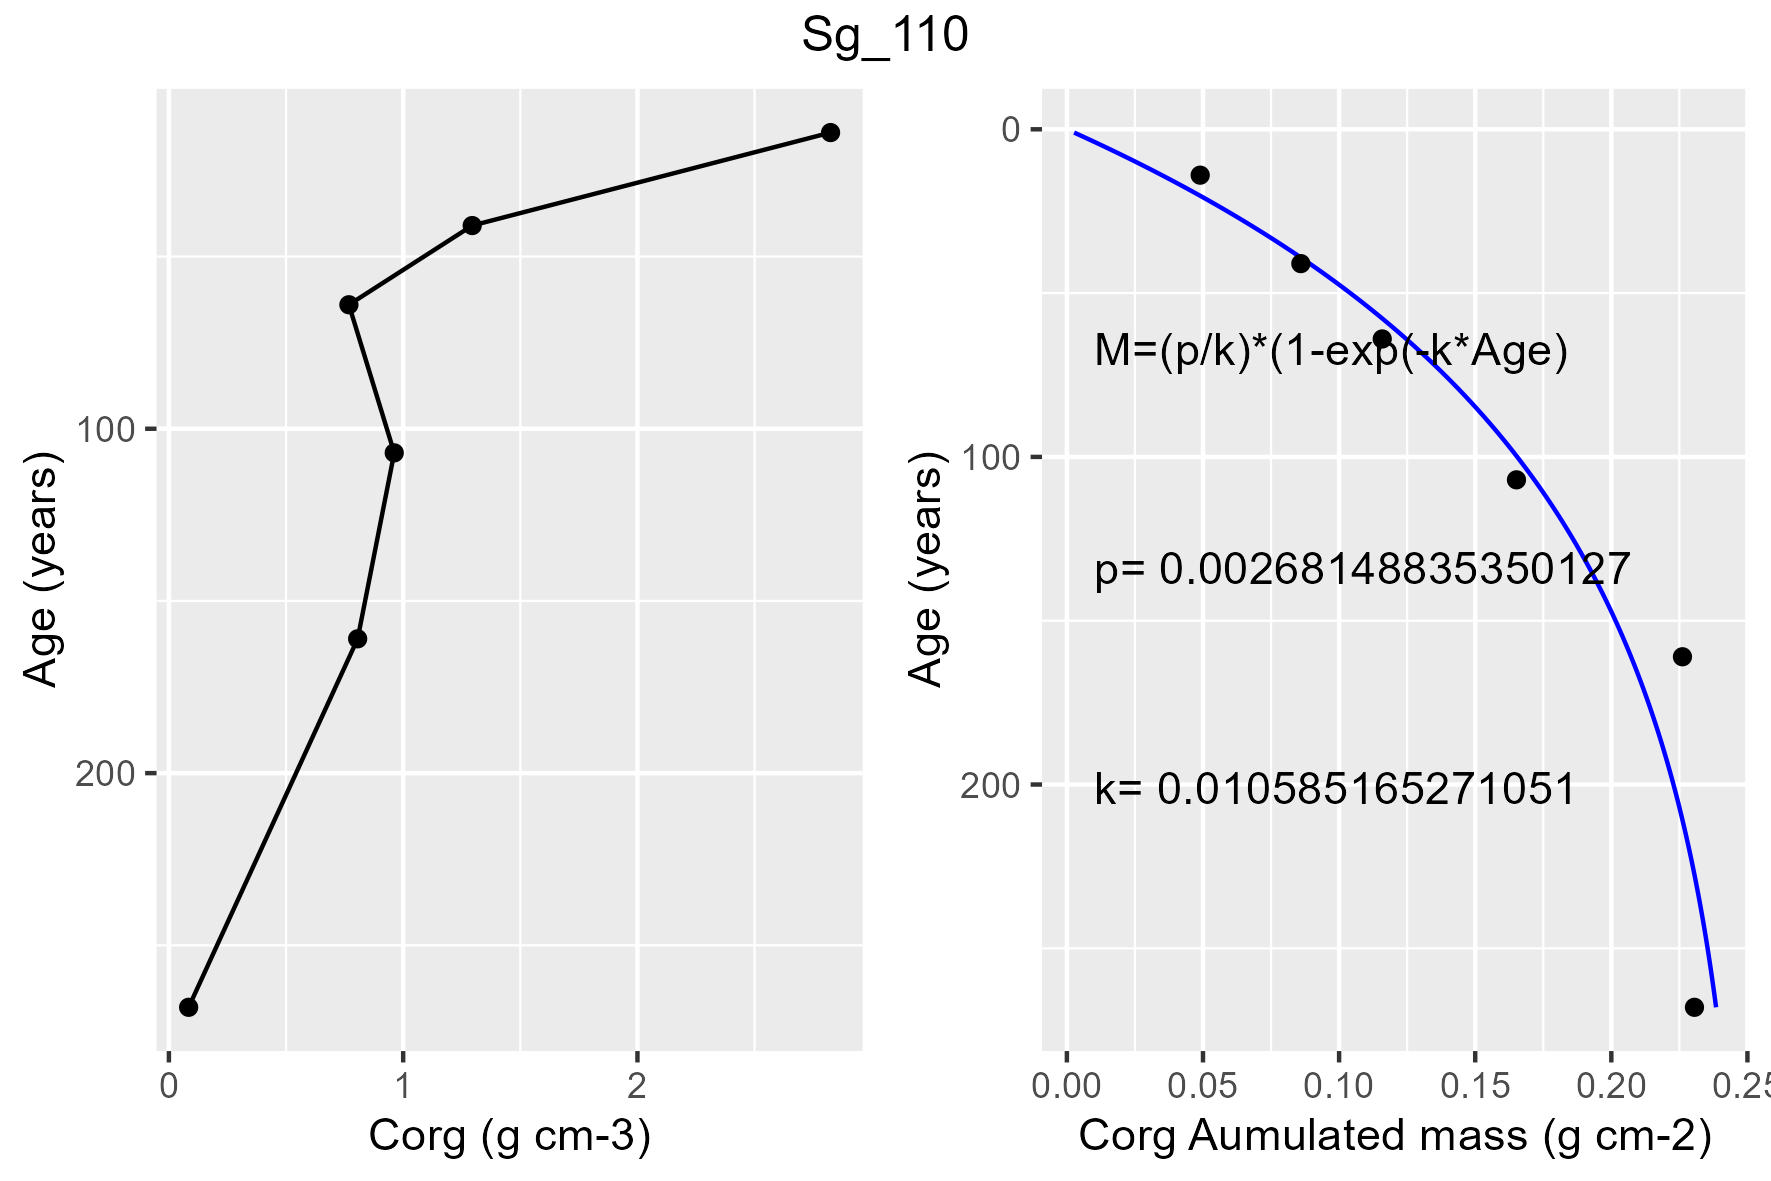 Sg_110
Age (years)
100
200
0
1
2
Corg (g cm-3)
Age (years)
0
100
200
M=(p/k)*(1-exp(-k*Age)
p= 0.00268148835350127
k= 0.010585165271051
0.00
0.05
0.10
0.15
0.20
0.25
Corg Aumulated mass (g cm-2)